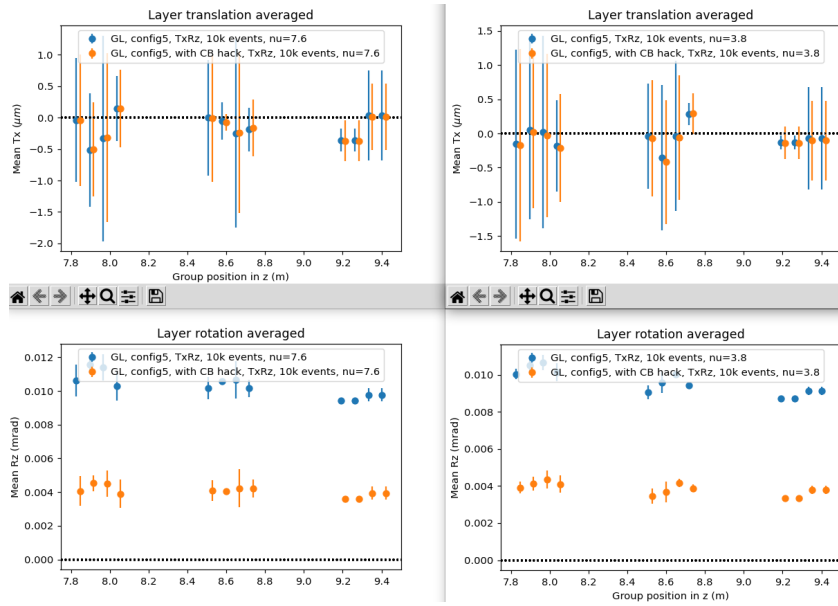 Layer translation averaged
GL, config5, TxRz, 10k events, nu=7.6
GL, config5, with CB hack, TxRz, 10k events, nu=7.6
Mean Tx (μm)
1.0
0.5
0.0
−0.5
−1.0
−1.5
−2.0
7.8 8.0 8.2 8.4 8.6 8.8 9.0 9.2 9.4
Group position in z (m)
Layer translation averaged
GL, config5, TxRz, 10k events, nu=3.8
GL, config5, with CB hack, TxRz, 10k events, nu=3.8
Mean Tx (μm)
1.5
1.0
0.5
0.0
−0.5
−1.0
−1.5
7.8 8.0 8.2 8.4 8.6 8.8 9.0 9.2 9.4
Group position in z (m)
Layer rotation averaged
GL, config5, TxRz, 10k events, nu=7.6
GL, config5, with CB hack, TxRz, 10k events, nu=7.6
Mean Rz (mrad)
0.012
0.010
0.008
0.006
0.004
0.002
0.000
7.8 8.0 8.2 8.4 8.6 8.8 9.0 9.2 9.4
Layer rotation averaged
GL, config5, TxRz, 10k events, nu=3.8
GL, config5, with CB hack, TxRz, 10k events, nu=3.8
Mean Rz (mrad)
0.010
0.008
0.006
0.004
0.002
0.000
7.8 8.0 8.2 8.4 8.6 8.8 9.0 9.2 9.4
Group position in z (m)